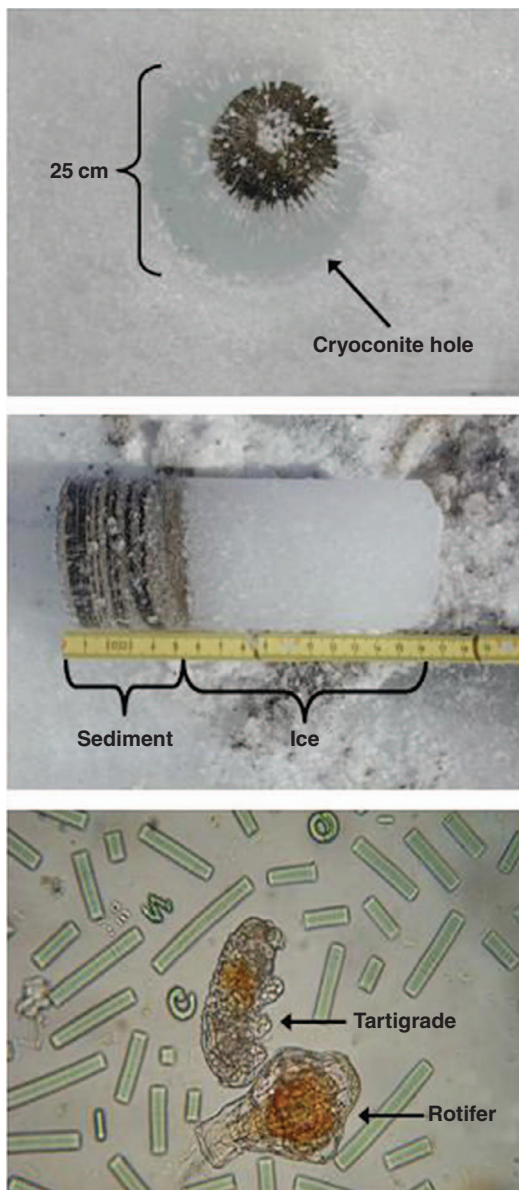 25 cm
Cryoconite hole
Sediment
Ice
Tartigrade
Rotifer